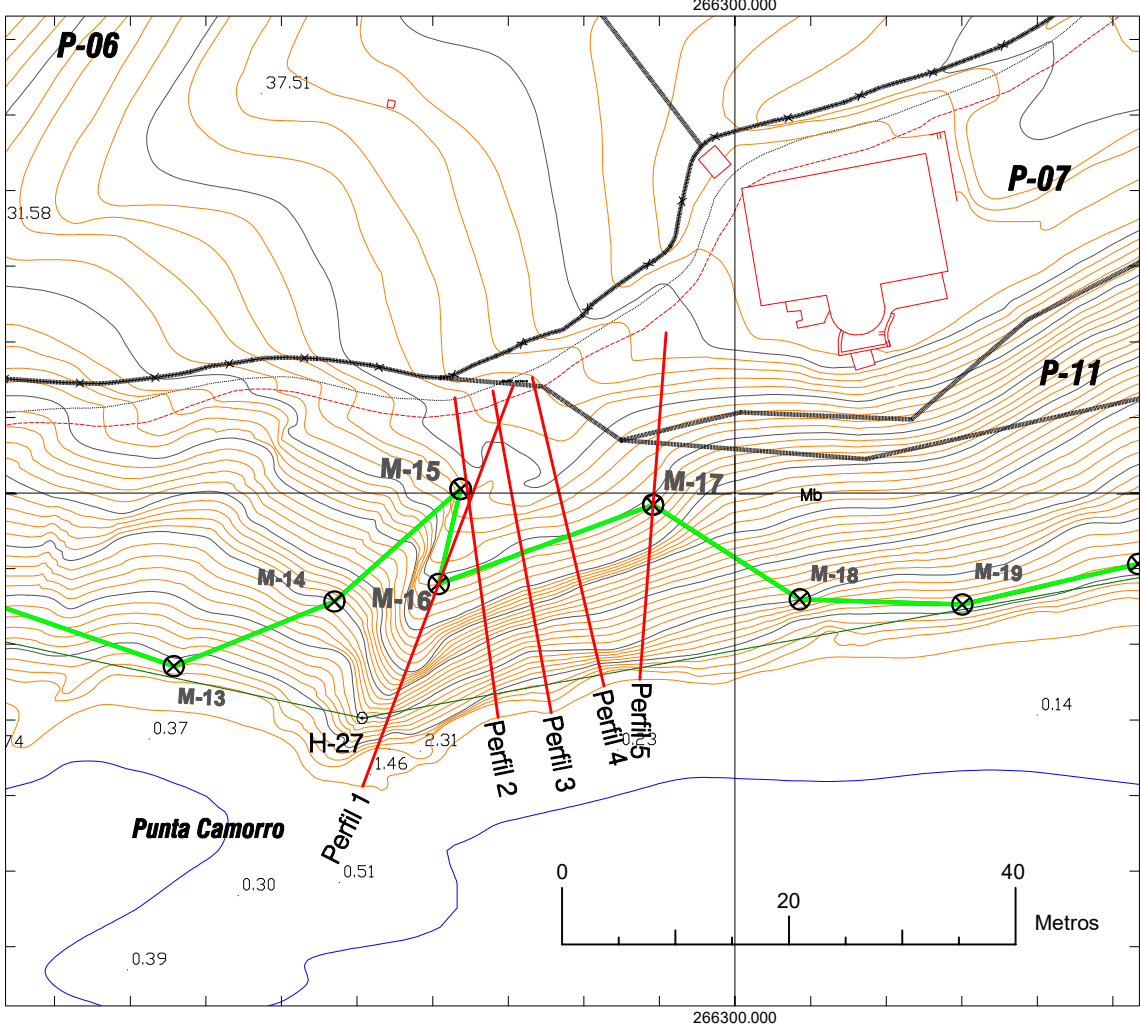 266300.000
P-06
37.51
P-07
31.58
P-11
M-15
M-17
Mb
M-14
M-16
M-18
M-19
M-13
0.37
74
H-27
2.31
1.46
0.23
0.14
Perfil 1
Perfil 2
Perfil 3
Perfil 4
Perfil 5
Punta Camorro
0.51
0.30
0.39
0
20
40
Metros
266300.000